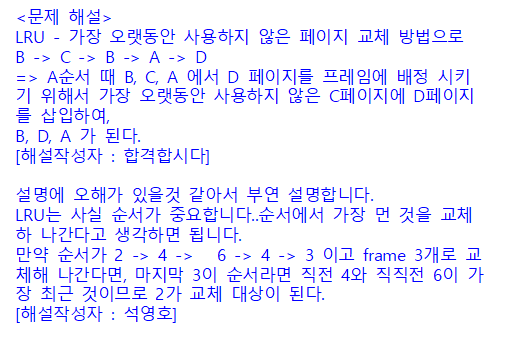 <문제 해설>
LRU - 가장 오랫동안 사용하지 않은 페이지 교체 방법으로
B -> C -> B -> A -> D
=> A순서 때 B, C, A 에서 D 페이지를 프레임에 배정 시키
기 위해서 가장 오랫동안 사용하지 않은 C페이지에 D페이지
를 삽입하여,
B, D, A 가 된다.
[해설작성자 : 합격합시다]
설명에 오해가 있을것 같아서 부연 설명합니다.
LRU는 사실 순서가 중요합니다..순서에서 가장 먼 것을 교체
하 나간다고 생각하면 됩니다.
만약 순서가 2 -> 4 -> 6 -> 4 -> 3 이고 frame 3개로 교
체해 나간다면, 마지막 3이 순서라면 직전 4와 직직전 6이 가
장 최근 것이므로 2가 교체 대상이 된다.
[해설작성자 : 석영호]